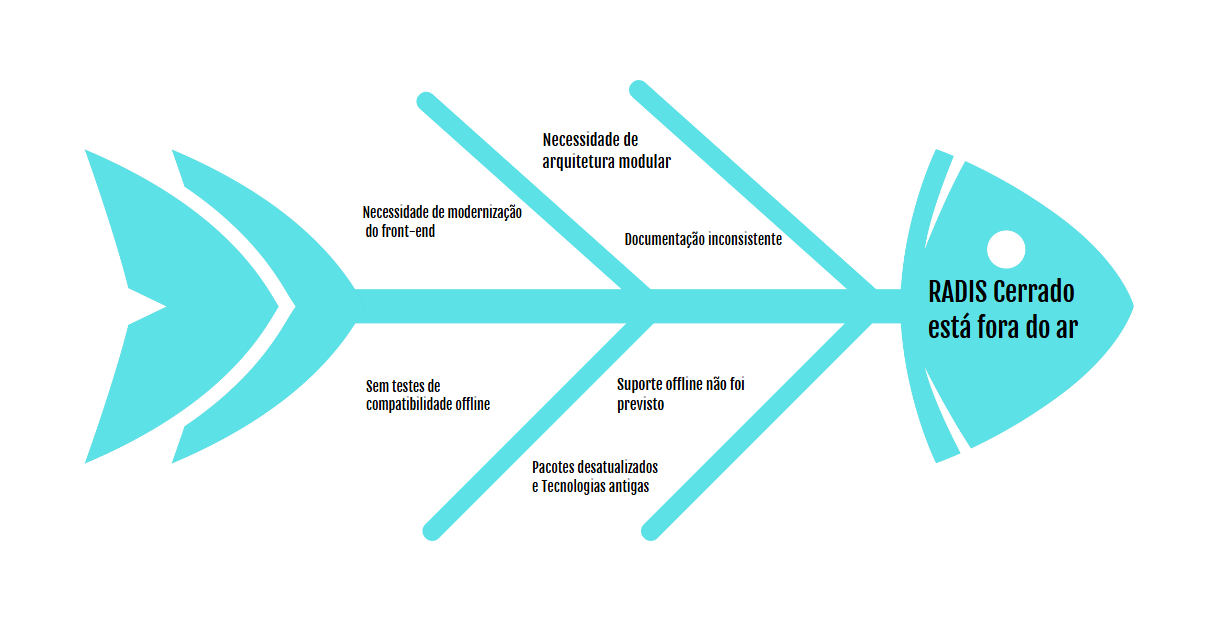 Necessidade de
arquitetura modular
Necessidade de modernização
do front-end
Documentação inconsistente
RADIS Cerrado
está fora do ar
Sem testes de
compatibilidade offline
Suporte offline não foi
previsto
Pacotes desatualizados
e Tecnologias antigas